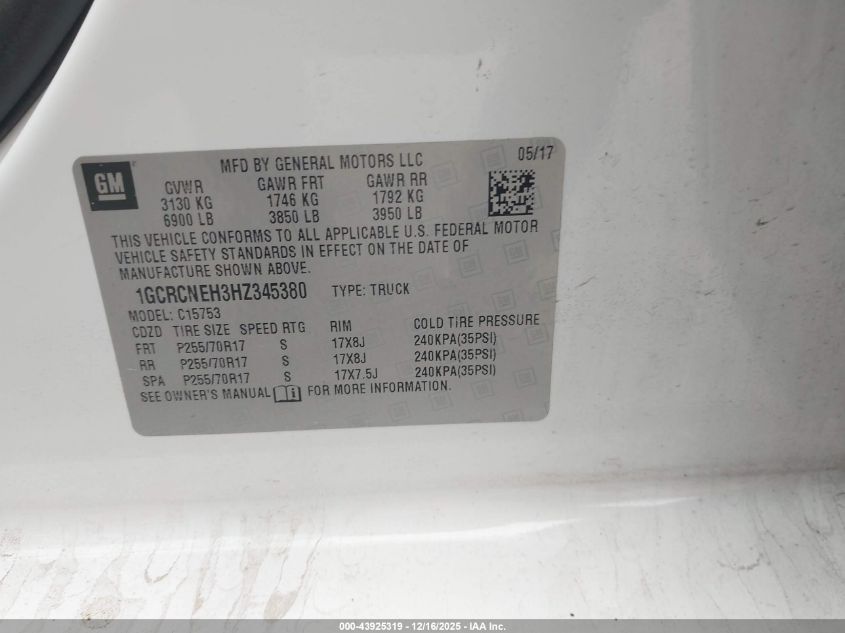 GM
MFD BY GENERAL MOTORS LLC 05/17
GVWR GAWR FRT GAWR RR
3130 KG 1746 KG 1792 KG
6900 LB 3850 LB 3950 LB
THIS VEHICLE CONFORMS TO ALL APPLICABLE U.S. FEDERAL MOTOR
VEHICLE SAFETY STANDARDS IN EFFECT ON THE DATE OF
MANUFACTURE SHOWN ABOVE.
1GCRCNEH3HZ345380 TYPE: TRUCK
MODEL: C15753
CDZD TIRE SIZE SPEED RTG RIM COLD TIRE PRESSURE
FRT P255/70R17 S 17X8J 240KPA(35PSI)
RR P255/70R17 S 17X8J 240KPA(35PSI)
SPA P255/70R17 S 17X7.5J 240KPA(35PSI)
SEE OWNER'S MANUAL FOR MORE INFORMATION.
000-43925319 - 12/16/2025 - IAA Inc.